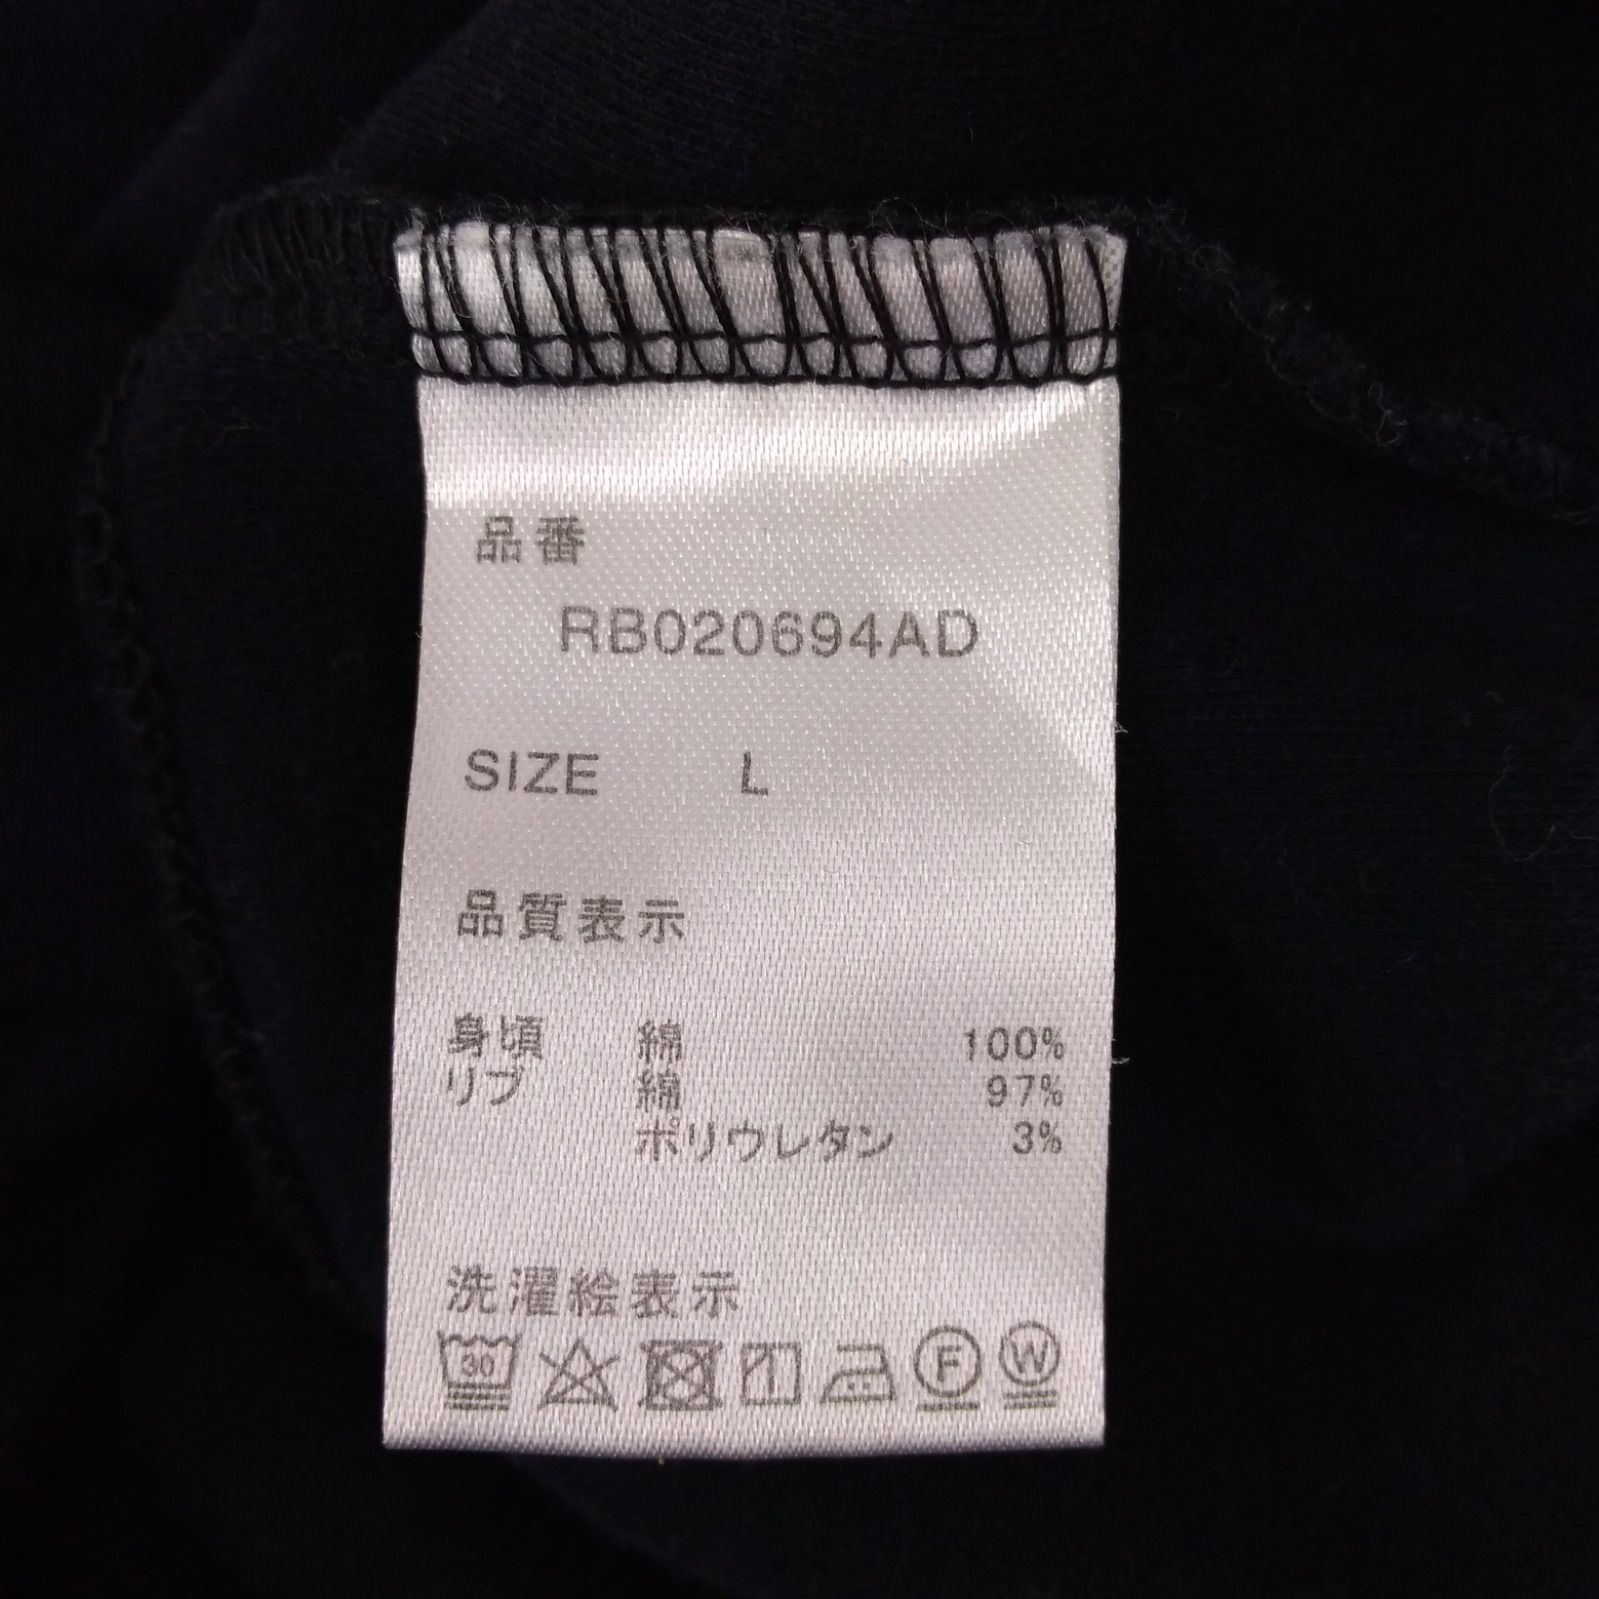 品番
RB020694AD
SIZE L
品質表示
身頃 綿 100%
リブ 綿 97%
ポリウレタン 3%
洗濯絵表示
30 F W